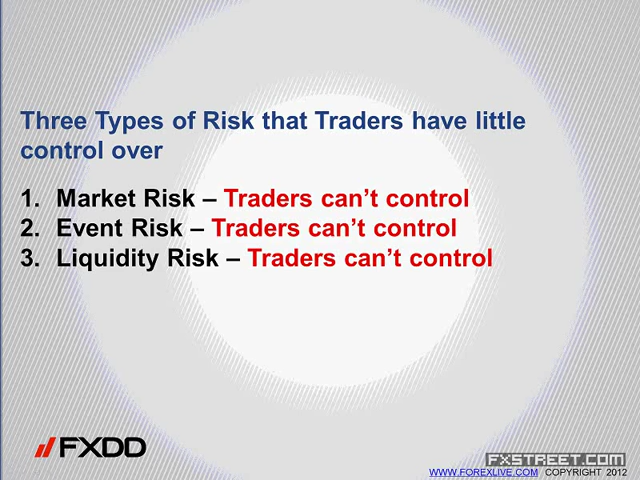 Three Types of Risk that Traders have little
control over
1. Market Risk – Traders can't control
2. Event Risk – Traders can't control
3. Liquidity Risk – Traders can't control
FXDD
FXSTREET.COM
WWW.FOREXLIVE.COM COPYRIGHT 2012